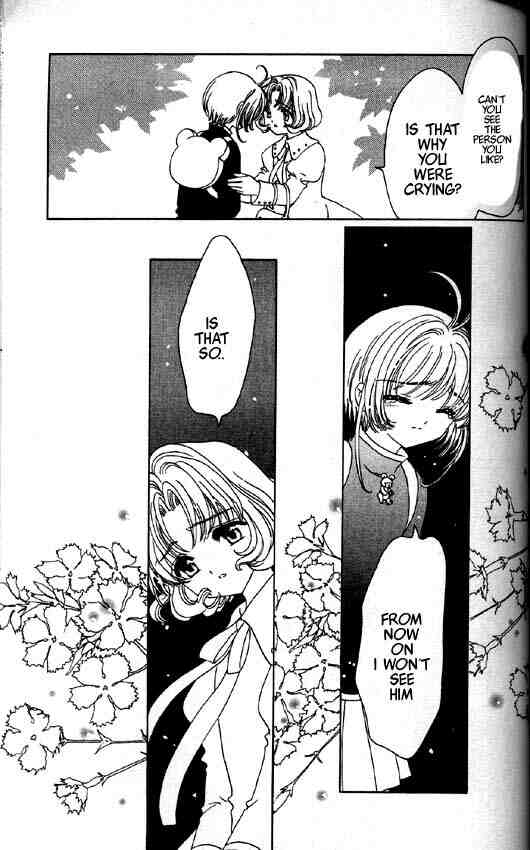 CAN'T
YOU
SEE
THE
PERSON
YOU
LIKE?
IS THAT
WHY
YOU
WERE
CRYING?
FROM
NOW
ON
I WON'T
SEE
HIM
IS
THAT
SO..